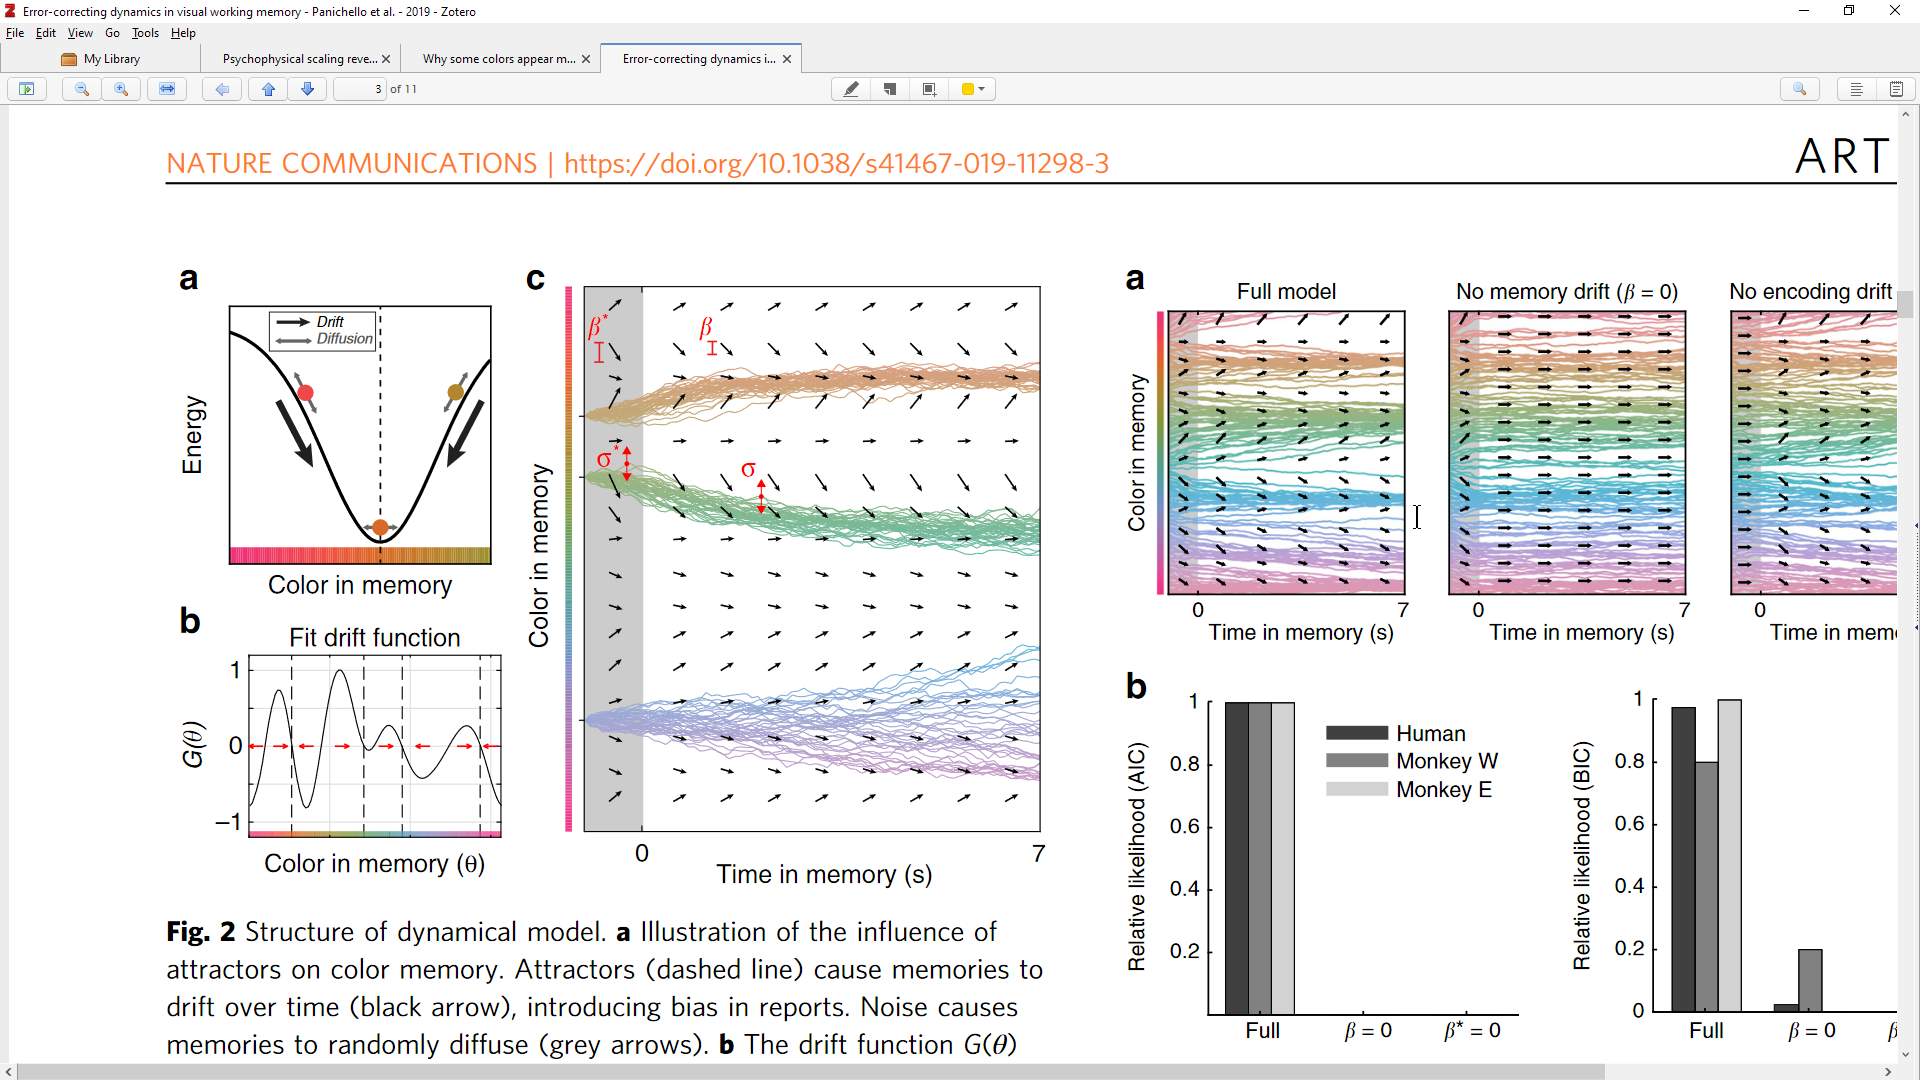 Error-correcting dynamics in visual working memory - Panichello et al. - 2019 - Zotero
File Edit View Go Tools Help
My Library
Psychophysical scaling reve...
Why some colors appear m...
Error-correcting dynamics i...
3 of 11
NATURE COMMUNICATIONS | https://doi.org/10.1038/s41467-019-11298-3
ART
a
Drift
Diffusion
Energy
Color in memory
b
Fit drift function
1
0
−1
G(θ)
Color in memory (θ)
c
β*
β
σ*
σ
Color in memory
0
7
Time in memory (s)
Fig. 2 Structure of dynamical model. a Illustration of the influence of
attractors on color memory. Attractors (dashed line) cause memories to
drift over time (black arrow), introducing bias in reports. Noise causes
memories to randomly diffuse (grey arrows). b The drift function G(θ)
a
Full model
No memory drift (β = 0)
No encoding drift
Color in memory
0
7
0
7
0
Time in memory (s)
Time in memory (s)
Time in mem
b
1
0.8
0.6
0.4
0.2
Relative likelihood (AIC)
Human
Monkey W
Monkey E
Full
β = 0
β* = 0
1
0.8
0.6
0.4
0.2
0
Relative likelihood (BIC)
Full
β = 0
β